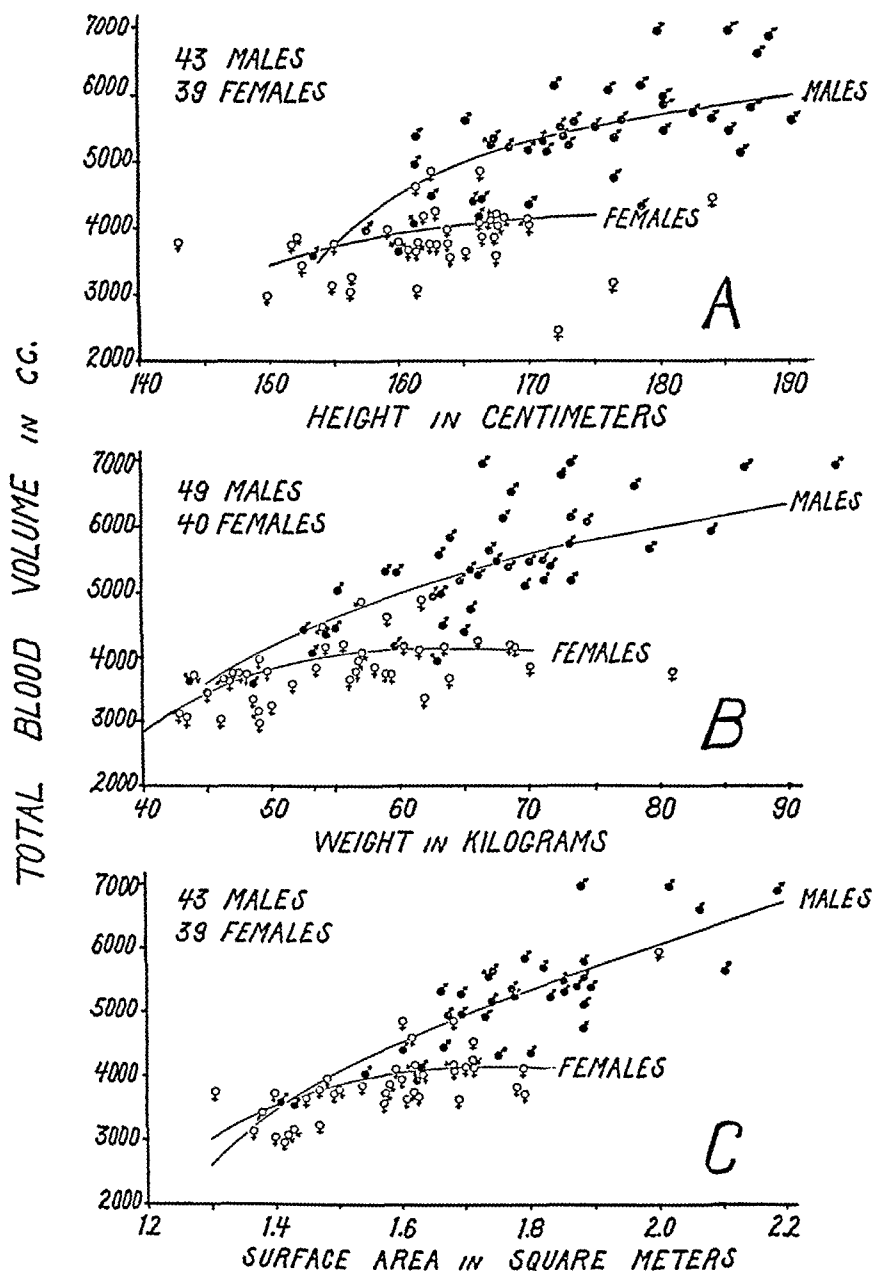 TOTAL BLOOD VOLUME IN CC.
7000
6000
5000
4000
3000
2000
43 MALES
39 FEMALES
MALES
FEMALES
A
140 150 160 170 180 190
HEIGHT IN CENTIMETERS
7000
6000
5000
4000
3000
2000
49 MALES
40 FEMALES
MALES
FEMALES
B
40 50 60 70 80 90
WEIGHT IN KILOGRAMS
7000
6000
5000
4000
3000
2000
43 MALES
39 FEMALES
MALES
FEMALES
C
1.2 1.4 1.6 1.8 2.0 2.2
SURFACE AREA IN SQUARE METERS